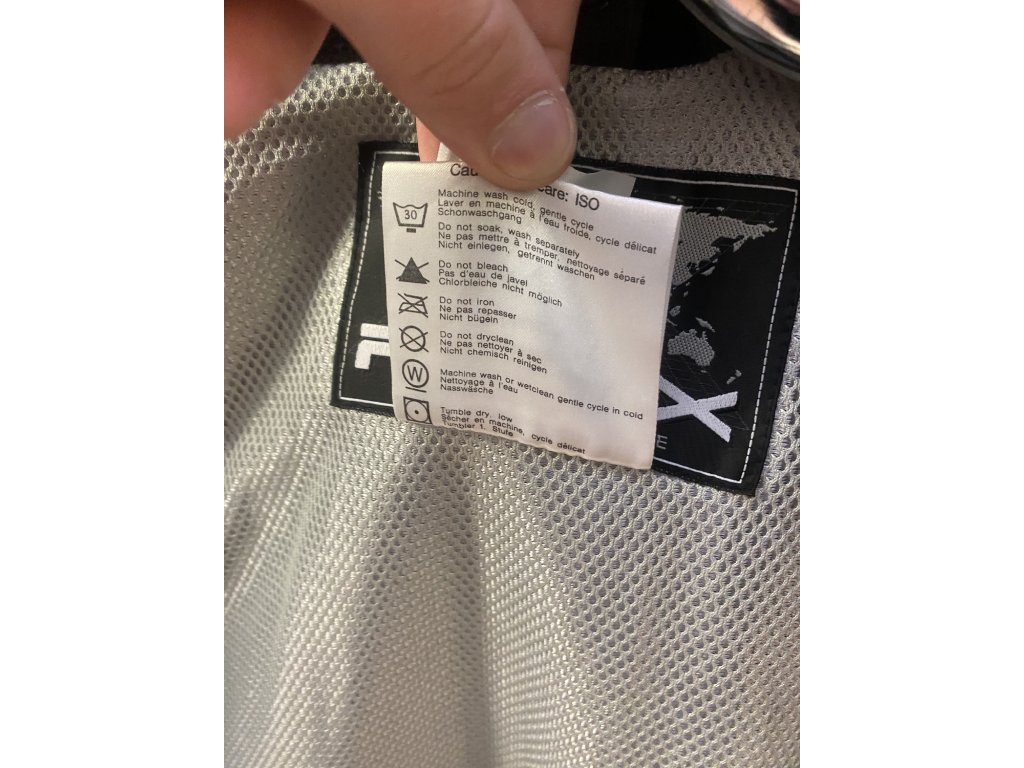 care: ISO
30
Machine wash cold, gentle cycle
Laver en machine à l'eau froide, cycle délicat
Schonwaschgang
Do not soak, wash separately
Ne pas mettre à tremper, nettoyage séparé
Nicht einlegen, getrennt waschen
Do not bleach
Pas d'eau de javel
Chlorbleiche nicht möglich
Do not iron
Ne pas repasser
Nicht bügeln
Do not dryclean
Ne pas nettoyer à sec
Nicht chemisch reinigen
W
Machine wash or wetclean gentle cycle in cold
Nettoyage à l'eau
Nasswäsche
Tumble dry, low
Sêcher en machine, cycle délicat
Tumbler 1. Stufe
X
E